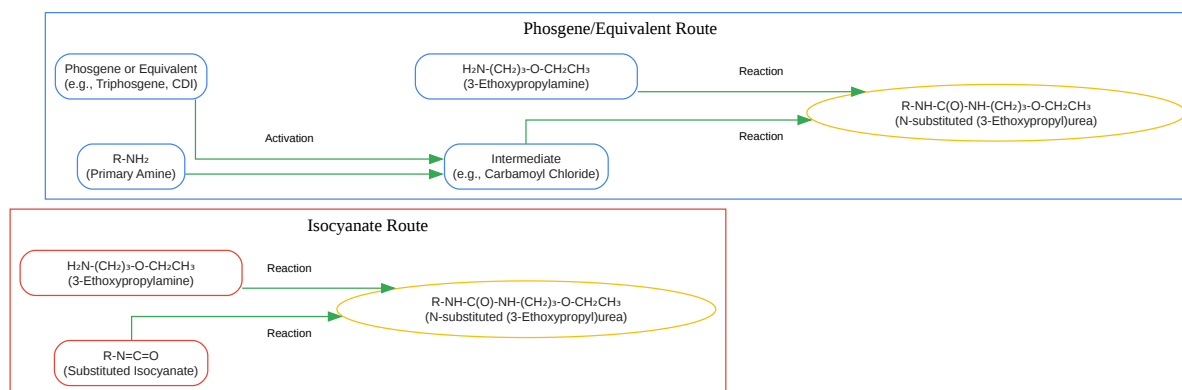 Phosgene/Equivalent Route
Phosgene or Equivalent
(e.g., Triphosgene, CDI)
H₂N-(CH₂)₃-O-CH₂CH₃
(3-Ethoxypropylamine)
Reaction
R-NH-C(O)-NH-(CH₂)₃-O-CH₂CH₃
(N-substituted (3-Ethoxypropyl)urea)
Activation
Reaction
R-NH₂
(Primary Amine)
Intermediate
(e.g., Carbamoyl Chloride)
Isocyanate Route
H₂N-(CH₂)₃-O-CH₂CH₃
(3-Ethoxypropylamine)
Reaction
R-NH-C(O)-NH-(CH₂)₃-O-CH₂CH₃
(N-substituted (3-Ethoxypropyl)urea)
Reaction
R-N=C=O
(Substituted Isocyanate)